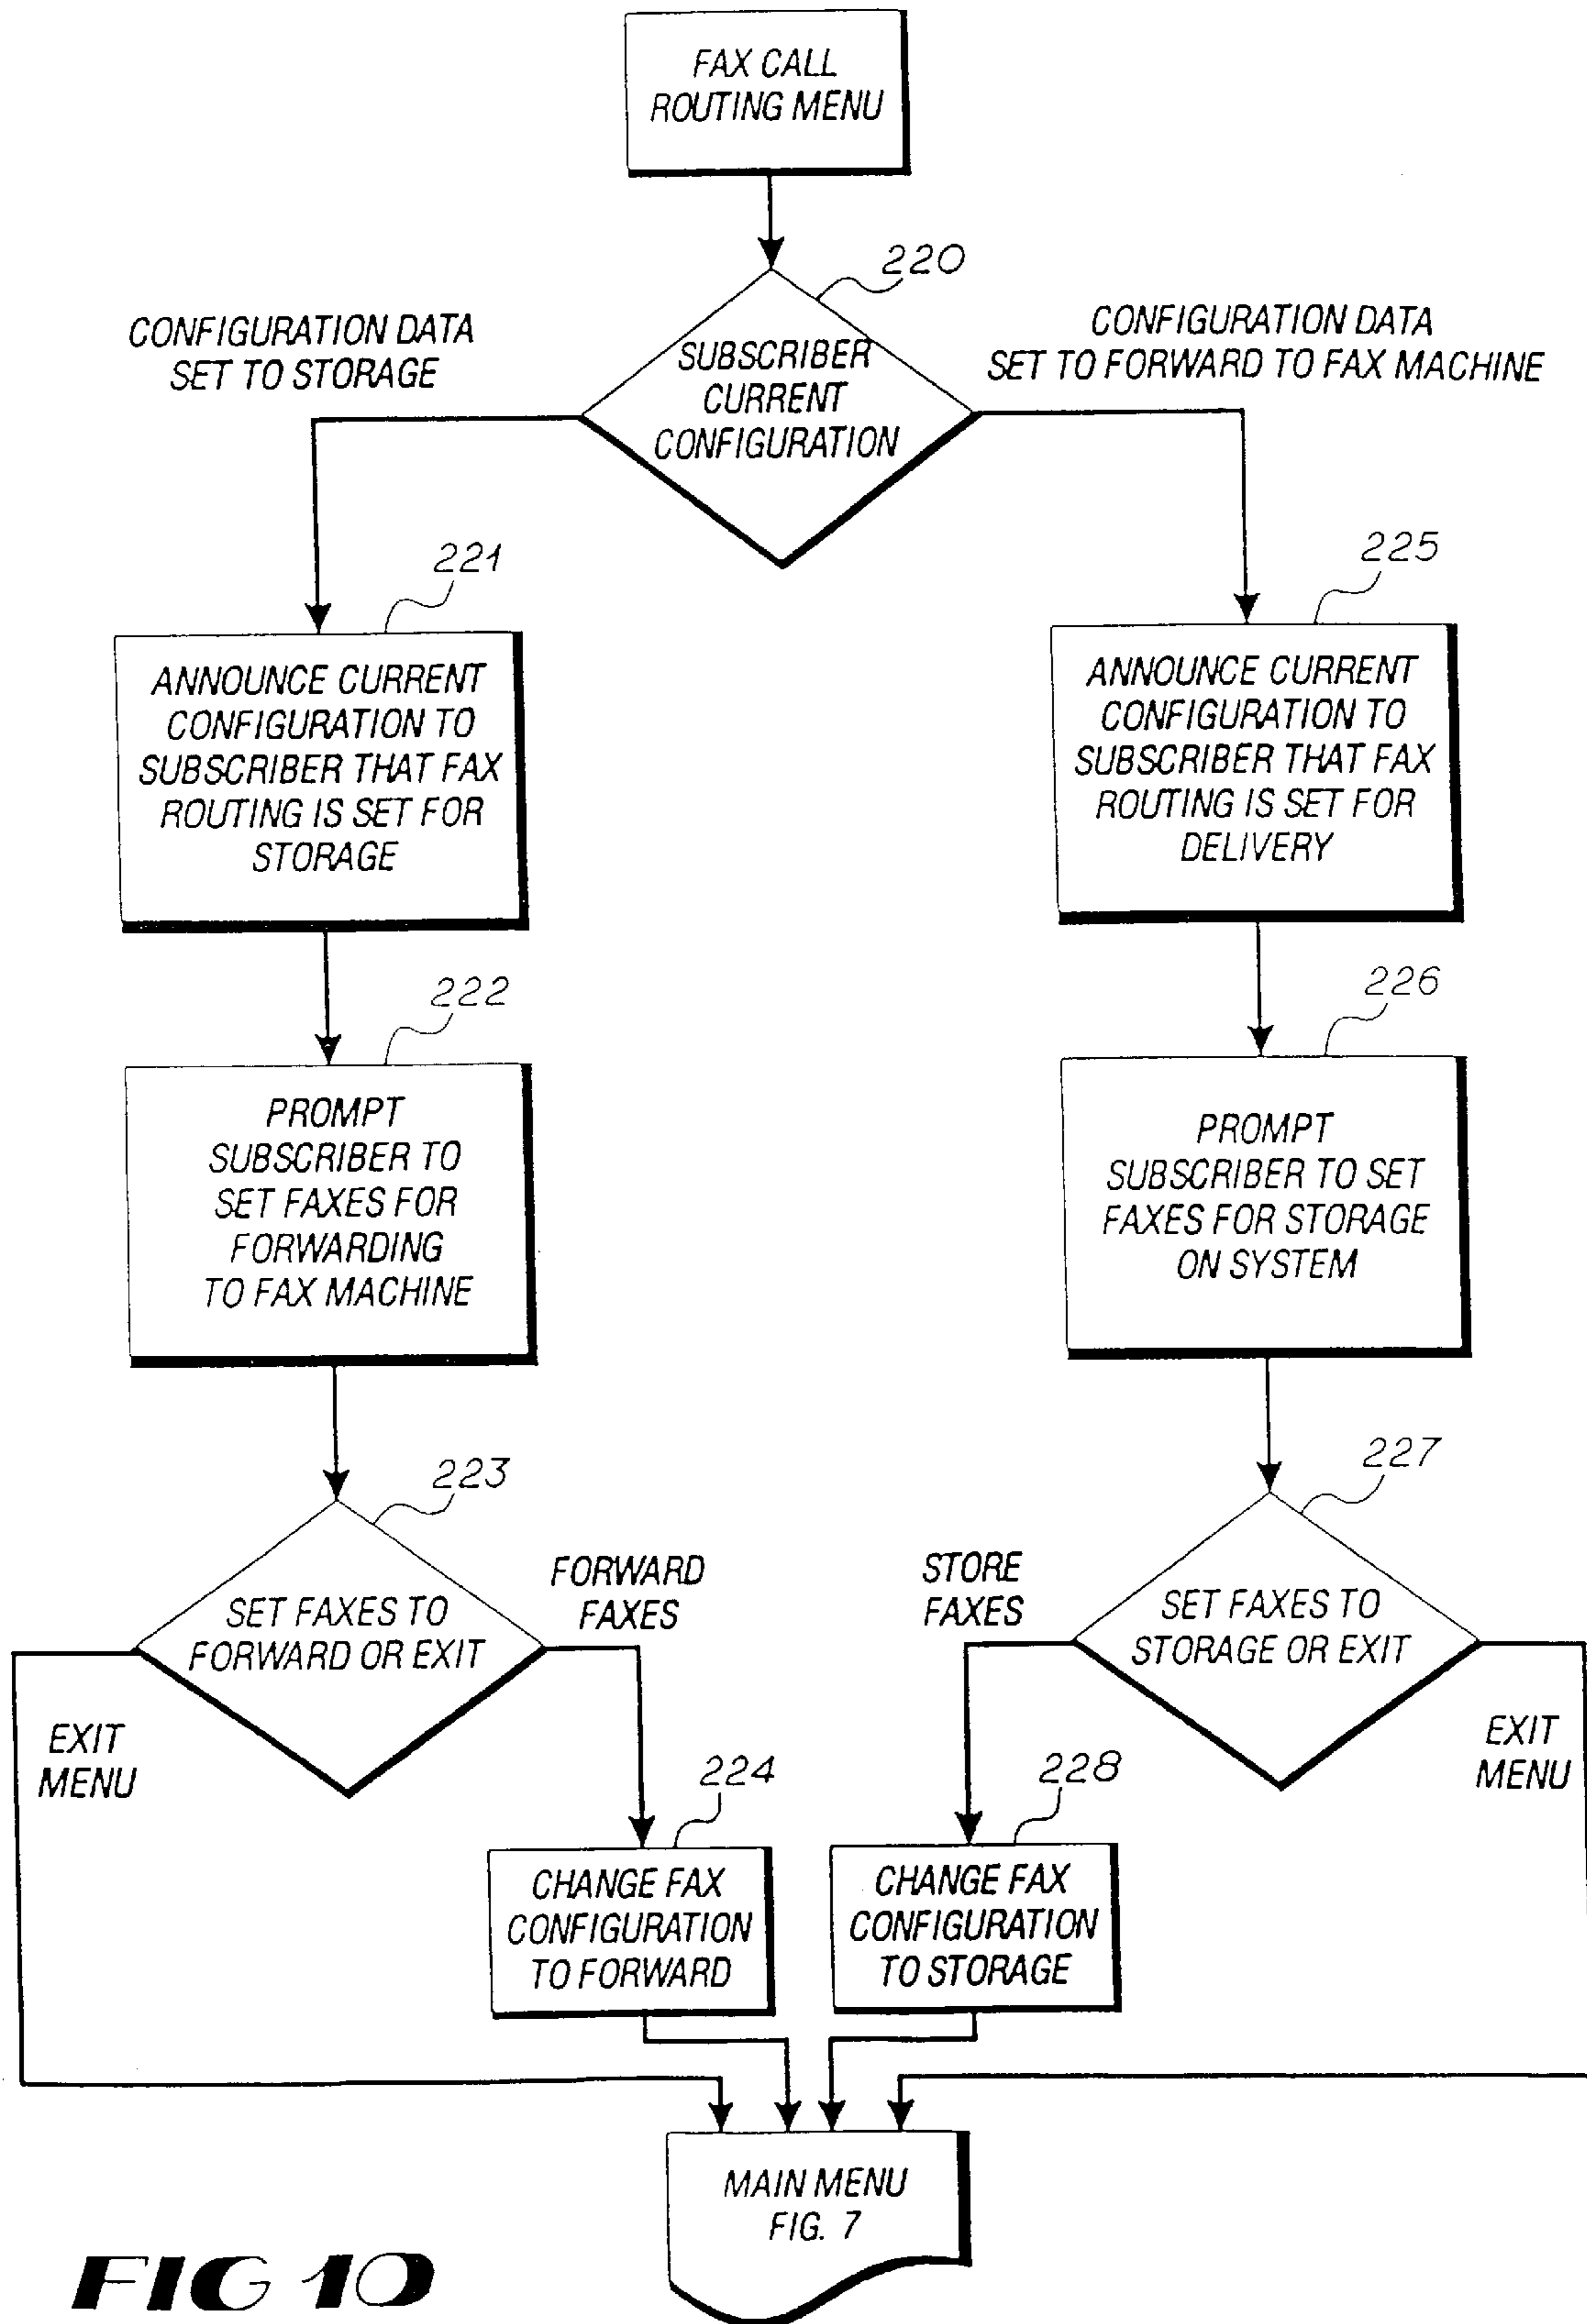 FAX CALL
ROUTING MENU
220
CONFIGURATION DATA
SET TO STORAGE
CONFIGURATION DATA
SET TO FORWARD TO FAX MACHINE
SUBSCRIBER
CURRENT
CONFIGURATION
221
225
ANNOUNCE CURRENT
CONFIGURATION TO
SUBSCRIBER THAT FAX
ROUTING IS SET FOR
STORAGE
ANNOUNCE CURRENT
CONFIGURATION TO
SUBSCRIBER THAT FAX
ROUTING IS SET FOR
DELIVERY
222
226
PROMPT
SUBSCRIBER TO
SET FAXES FOR
FORWARDING
TO FAX MACHINE
PROMPT
SUBSCRIBER TO SET
FAXES FOR STORAGE
ON SYSTEM
223
227
SET FAXES TO
FORWARD OR EXIT
FORWARD
FAXES
STORE
FAXES
SET FAXES TO
STORAGE OR EXIT
EXIT
MENU
EXIT
MENU
224
228
CHANGE FAX
CONFIGURATION
TO FORWARD
CHANGE FAX
CONFIGURATION
TO STORAGE
MAIN MENU
FIG. 7
FIG 10